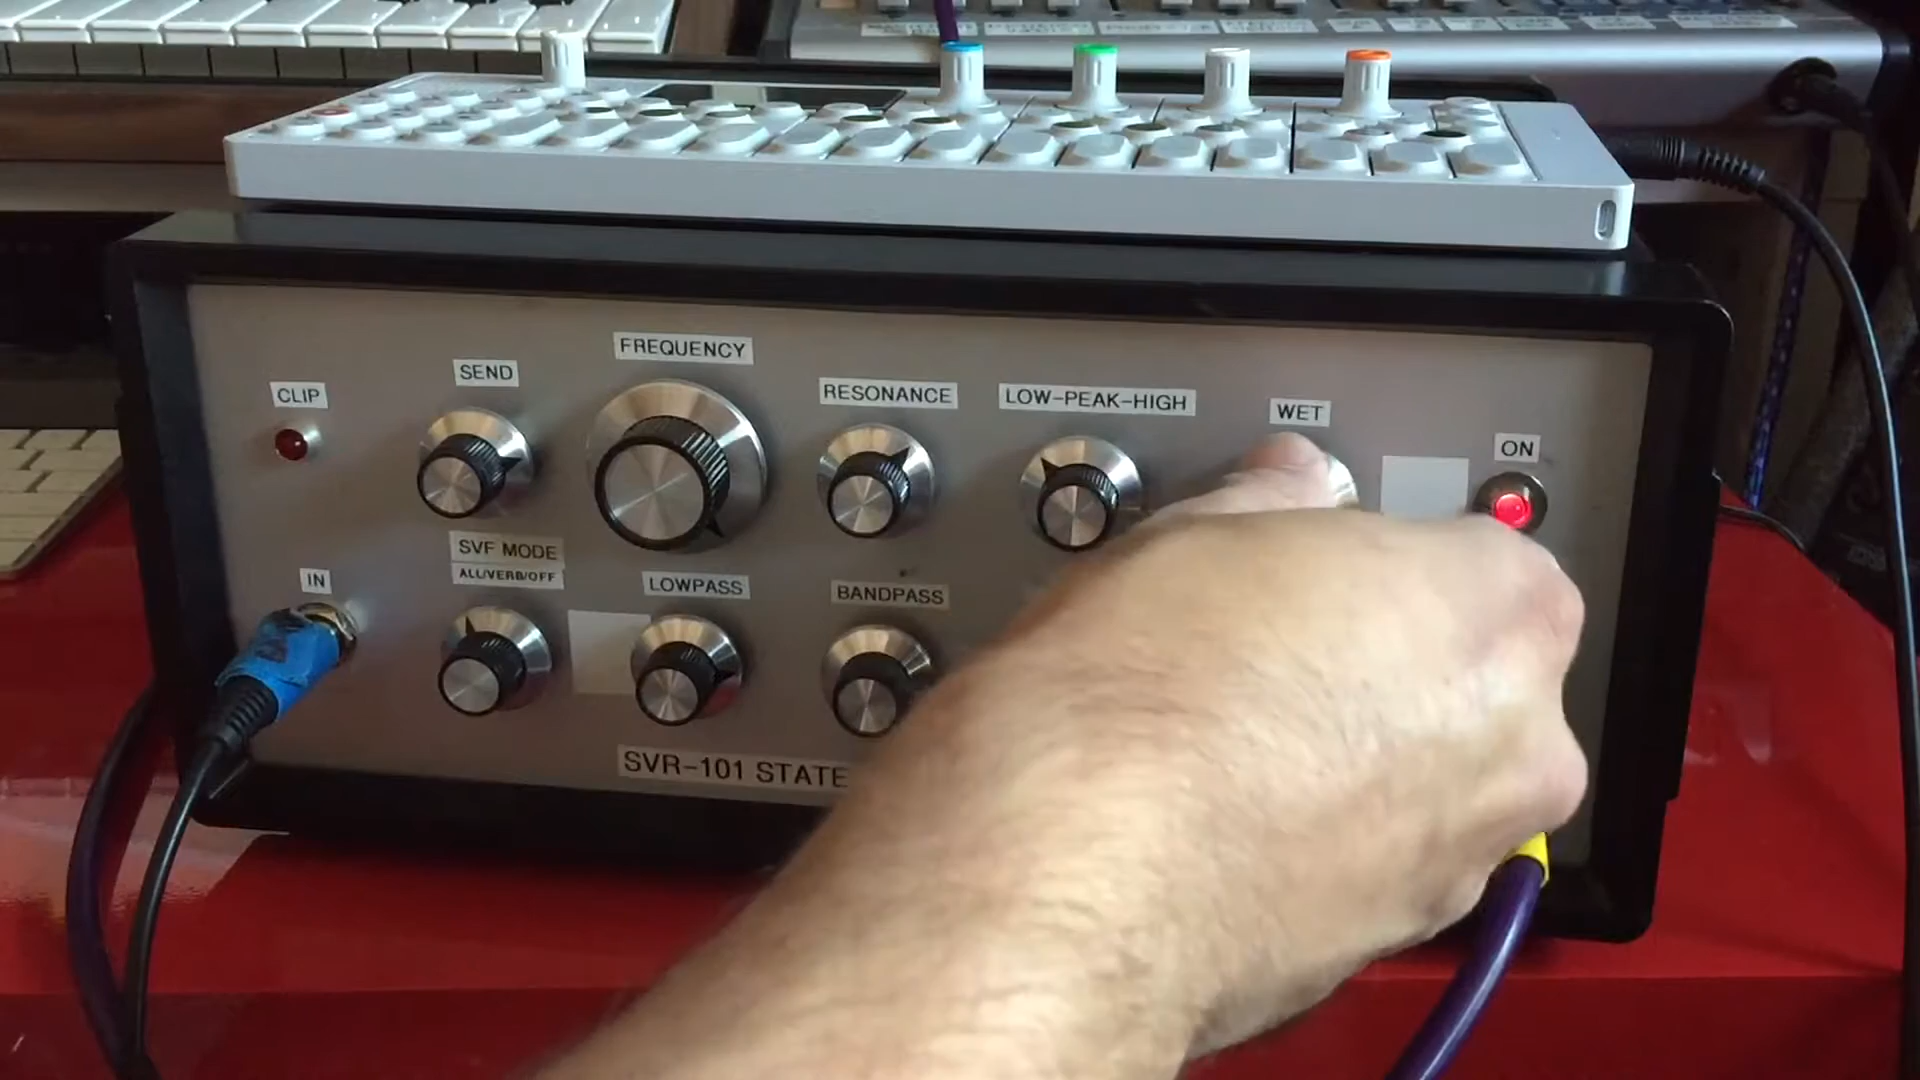 FREQUENCY
SEND
CLIP
RESONANCE
LOW-PEAK-HIGH
WET
ON
SVF MODE
ALL/VERB/OFF
IN
LOWPASS
BANDPASS
SVR-101 STATE